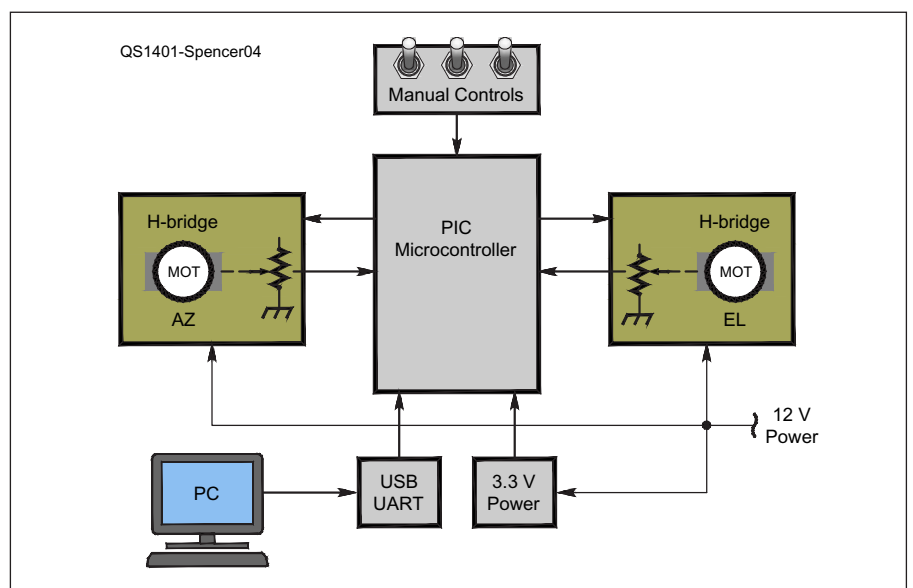 QS1401-Spencer04
Manual Controls
H-bridge
MOT
AZ
PIC
Microcontroller
H-bridge
MOT
EL
12 V
Power
PC
USB
UART
3.3 V
Power